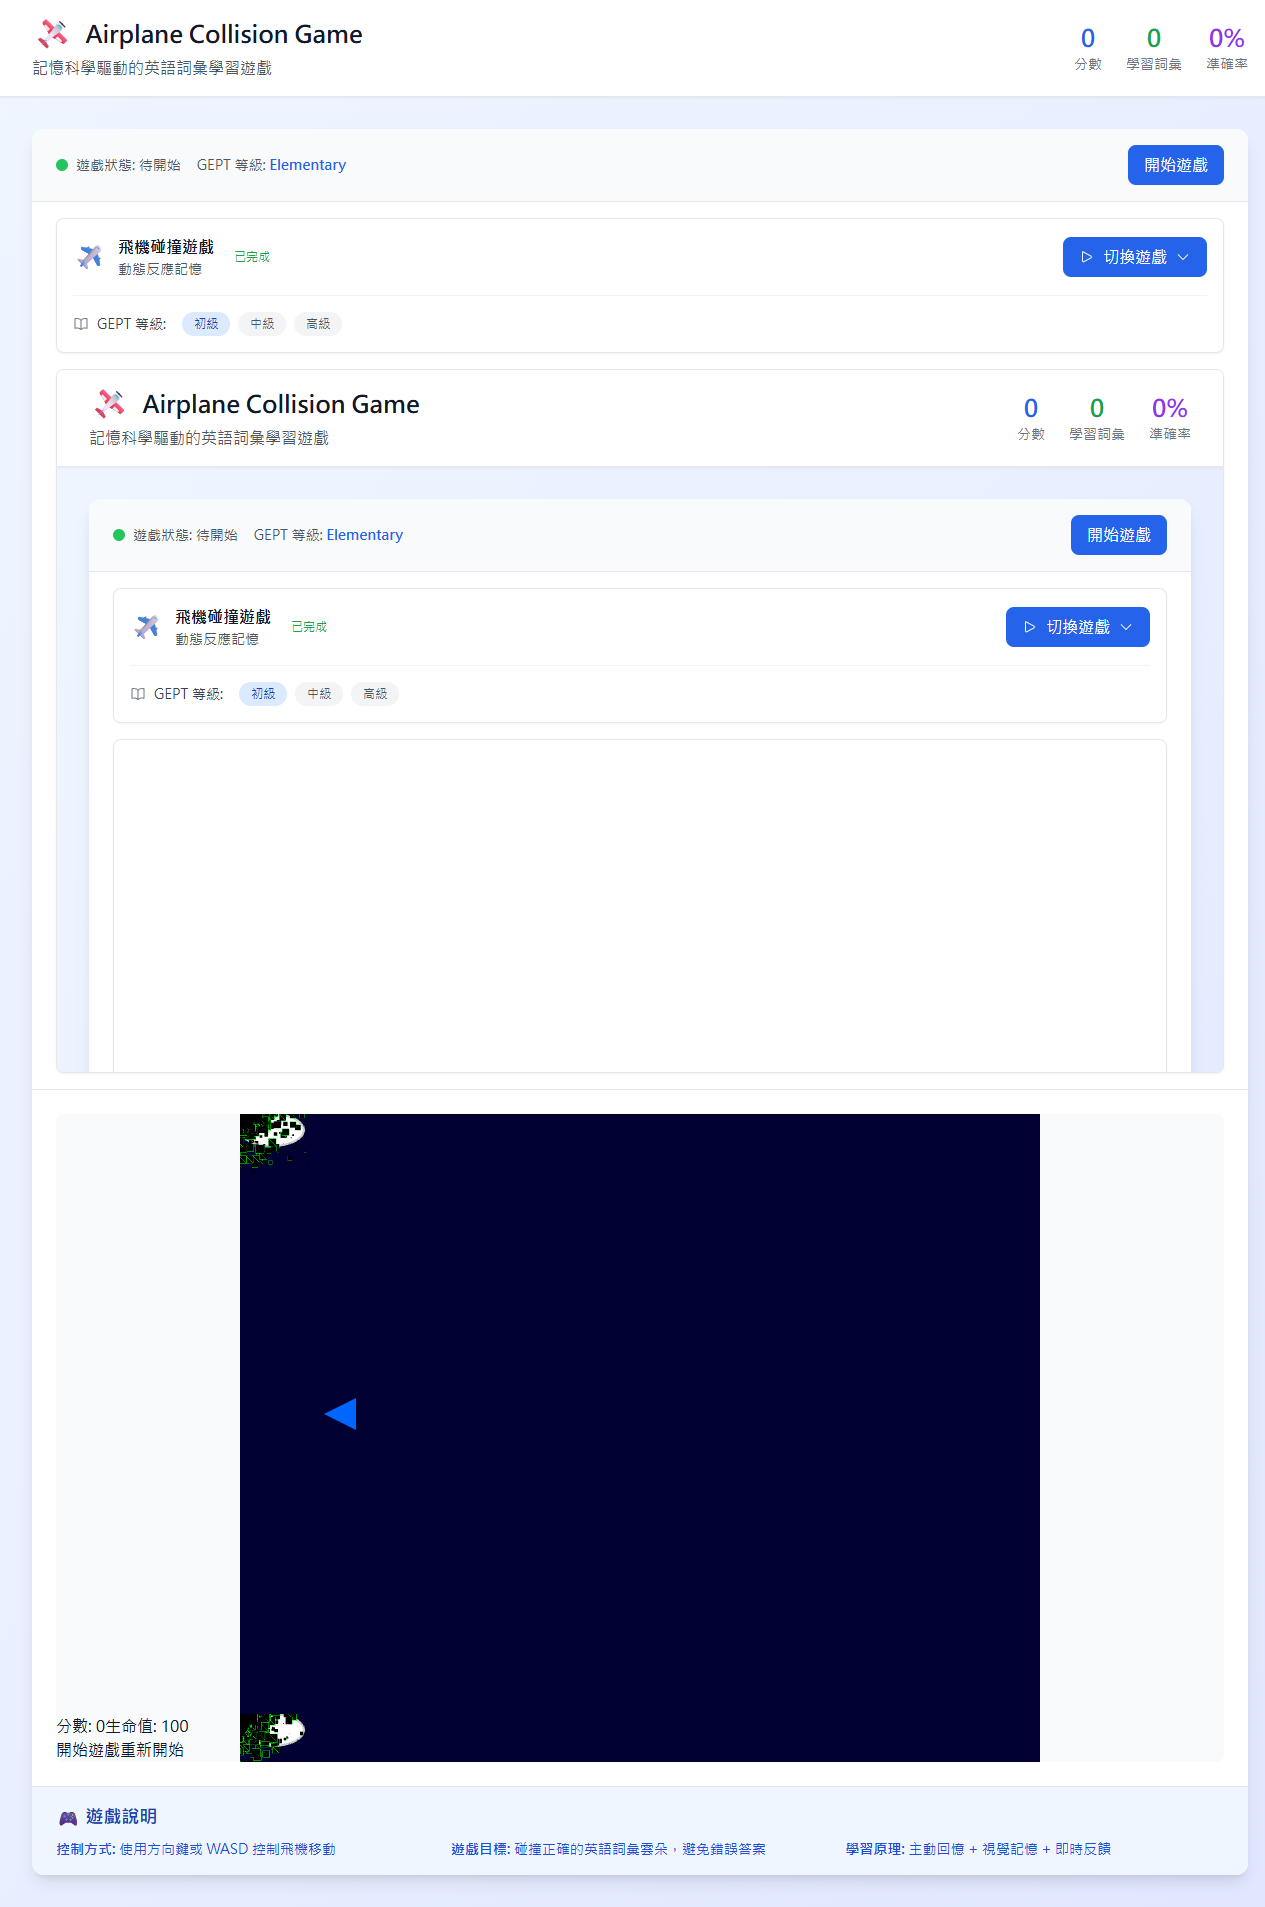 Airplane Collision Game
記憶科學驅動的英語詞彙學習遊戲
0 0 0%
分數 學習詞彙 準確率
遊戲狀態: 待開始 GEPT 等級: Elementary 開始遊戲
飛機碰撞遊戲 已完成
動態反應記憶
切換遊戲
GEPT 等級: 初級 中級 高級
Airplane Collision Game
記憶科學驅動的英語詞彙學習遊戲
0 0 0%
分數 學習詞彙 準確率
遊戲狀態: 待開始 GEPT 等級: Elementary 開始遊戲
飛機碰撞遊戲 已完成
動態反應記憶
切換遊戲
GEPT 等級: 初級 中級 高級
分數: 0生命值: 100
開始遊戲重新開始
遊戲說明
控制方式: 使用方向鍵或 WASD 控制飛機移動 遊戲目標: 碰撞正確的英語詞彙雲朵，避免錯誤答案 學習原理: 主動回憶 + 視覺記憶 + 即時反饋